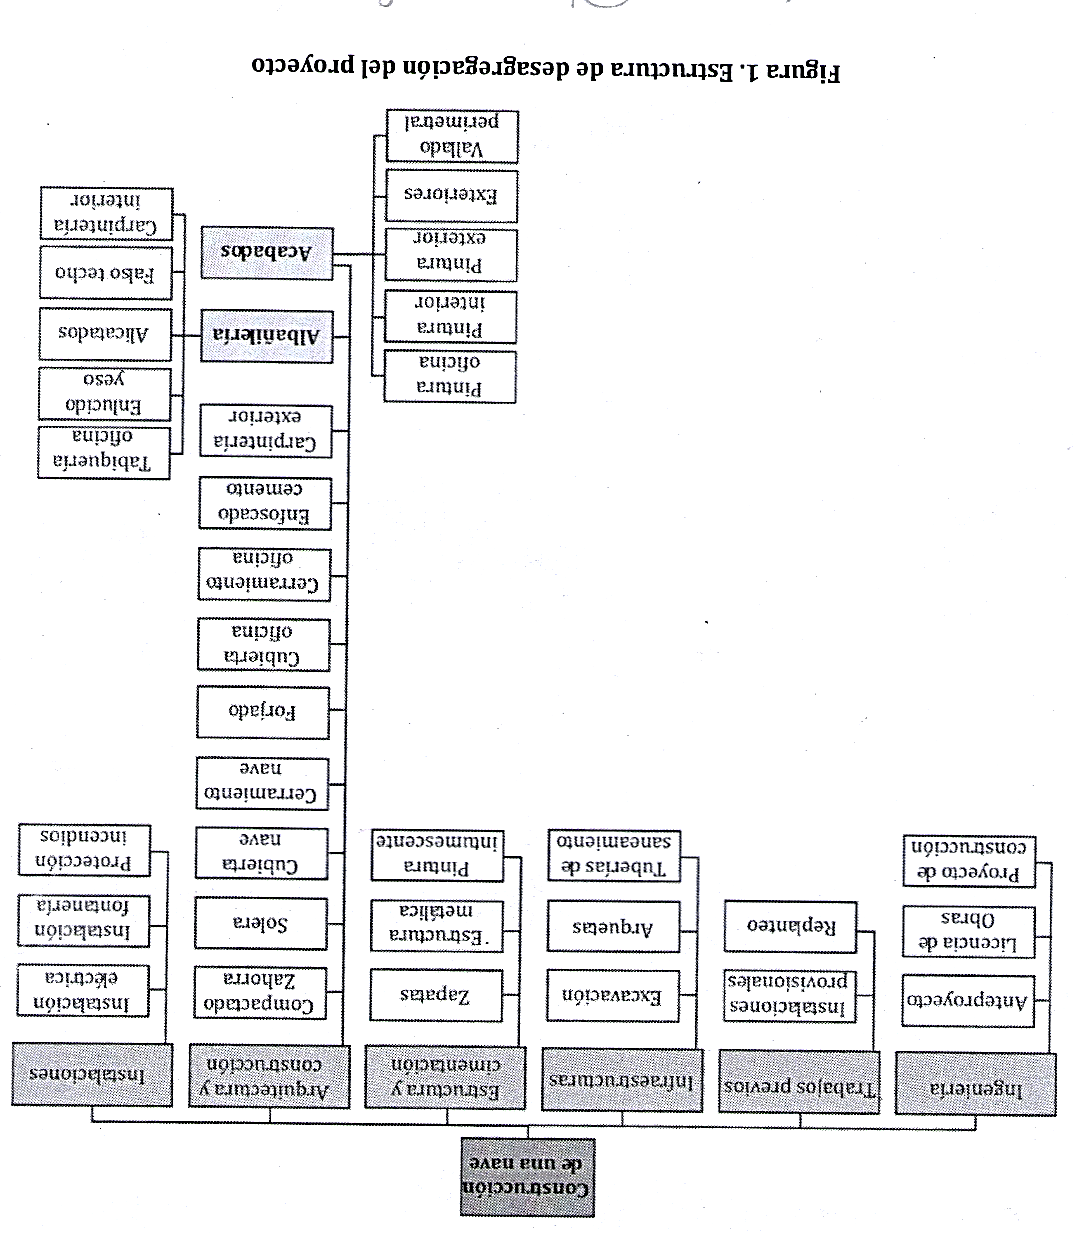 Construcción
de una nave
Ingeniería
Anteproyecto
Licencia de
Obras
Proyecto de
construcción
Trabajos previos
Instalaciones
provisionales
Replanteo
Infraestructuras
Excavación
Arquetas
Tuberías de
saneamiento
Estructura y
cimentación
Zapatas
Estructura
metálica
Pintura
intumescente
Arquitectura y
construcción
Compactado
Zahorra
Solera
Cubierta
nave
Cerramiento
nave
Forjado
Cubierta
oficina
Cerramiento
oficina
Enfoscado
cemento
Carpintería
exterior
Albañilería
Tabiquería
oficina
Enlucido
yeso
Alicatados
Falso techo
Carpintería
interior
Acabados
Pintura
oficina
Pintura
interior
Pintura
exterior
Exteriores
Vallado
perimetral
Instalaciones
Instalación
eléctrica
Instalación
fontanería
Protección
incendios
Figura 1. Estructura de desagregación del proyecto